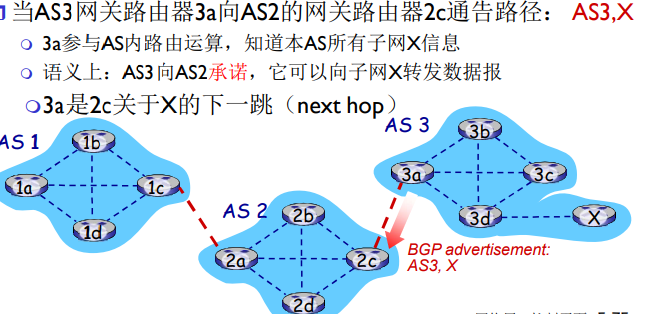 当AS3网关路由器3a向AS2的网关路由器2c通告路径： AS3,X
3a参与AS内路由运算，知道本AS所有子网X信息
语义上：AS3向AS2承诺，它可以向子网X转发数据报
3a是2c关于X的下一跳（next hop）
AS 1
1b
1a
1c
1d
AS 2
2b
2a
2c
2d
AS 3
3b
3a
3c
3d
X
BGP advertisement:
AS3, X